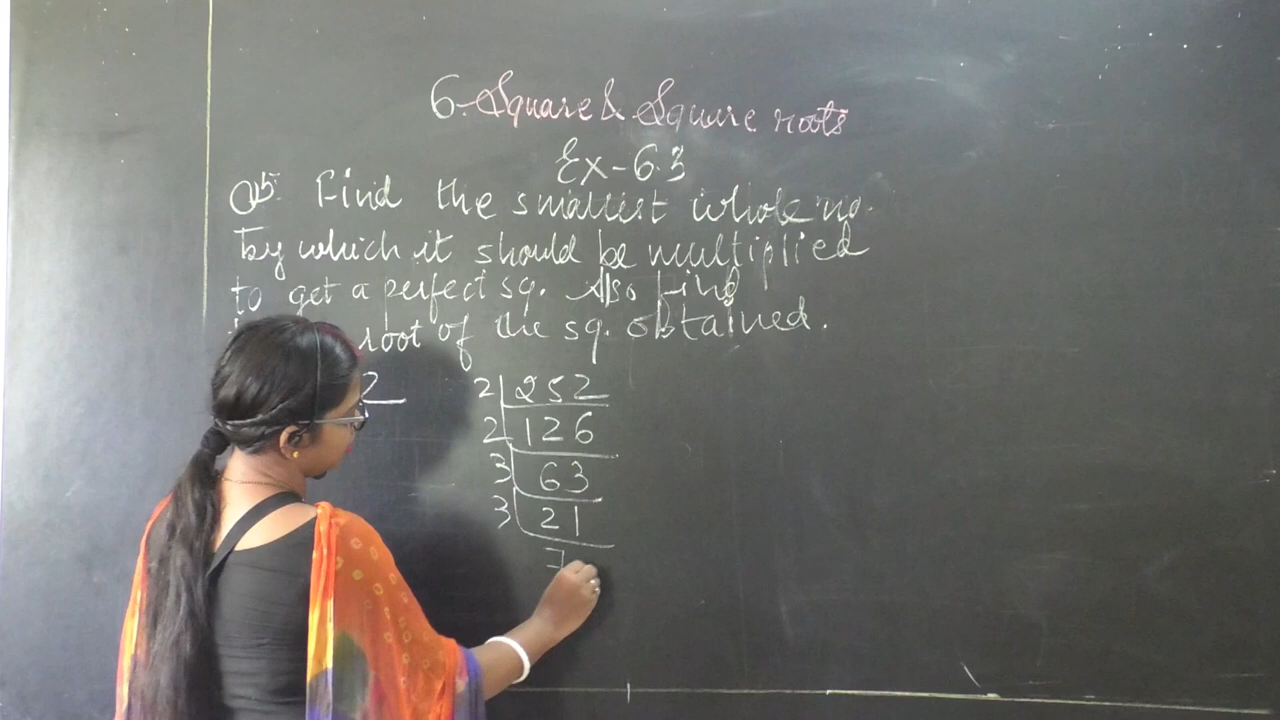 6. Square & Square roots
Ex-6.3
Q5. Find the smallest whole no.
by which it should be multiplied
to get a perfect sq. Also find
root of the sq. obtained.
2
2 252
2 126
3 63
3 21
7